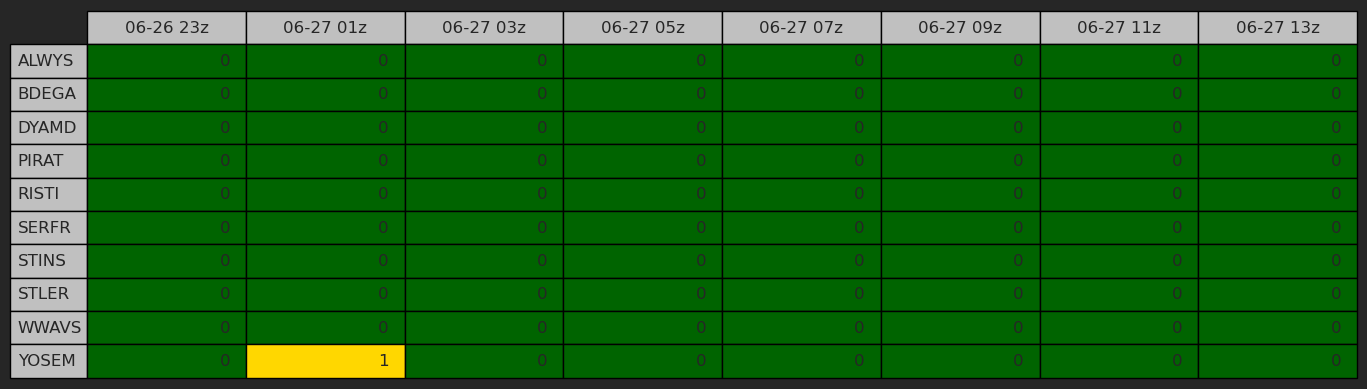 06-26 23z 06-27 01z 06-27 03z 06-27 05z 06-27 07z 06-27 09z 06-27 11z 06-27 13z
ALWYS 0 0 0 0 0 0 0 0
BDEGA 0 0 0 0 0 0 0 0
DYAMD 0 0 0 0 0 0 0 0
PIRAT 0 0 0 0 0 0 0 0
RISTI 0 0 0 0 0 0 0 0
SERFR 0 0 0 0 0 0 0 0
STINS 0 0 0 0 0 0 0 0
STLER 0 0 0 0 0 0 0 0
WWAVS 0 0 0 0 0 0 0 0
YOSEM 0 1 0 0 0 0 0 0